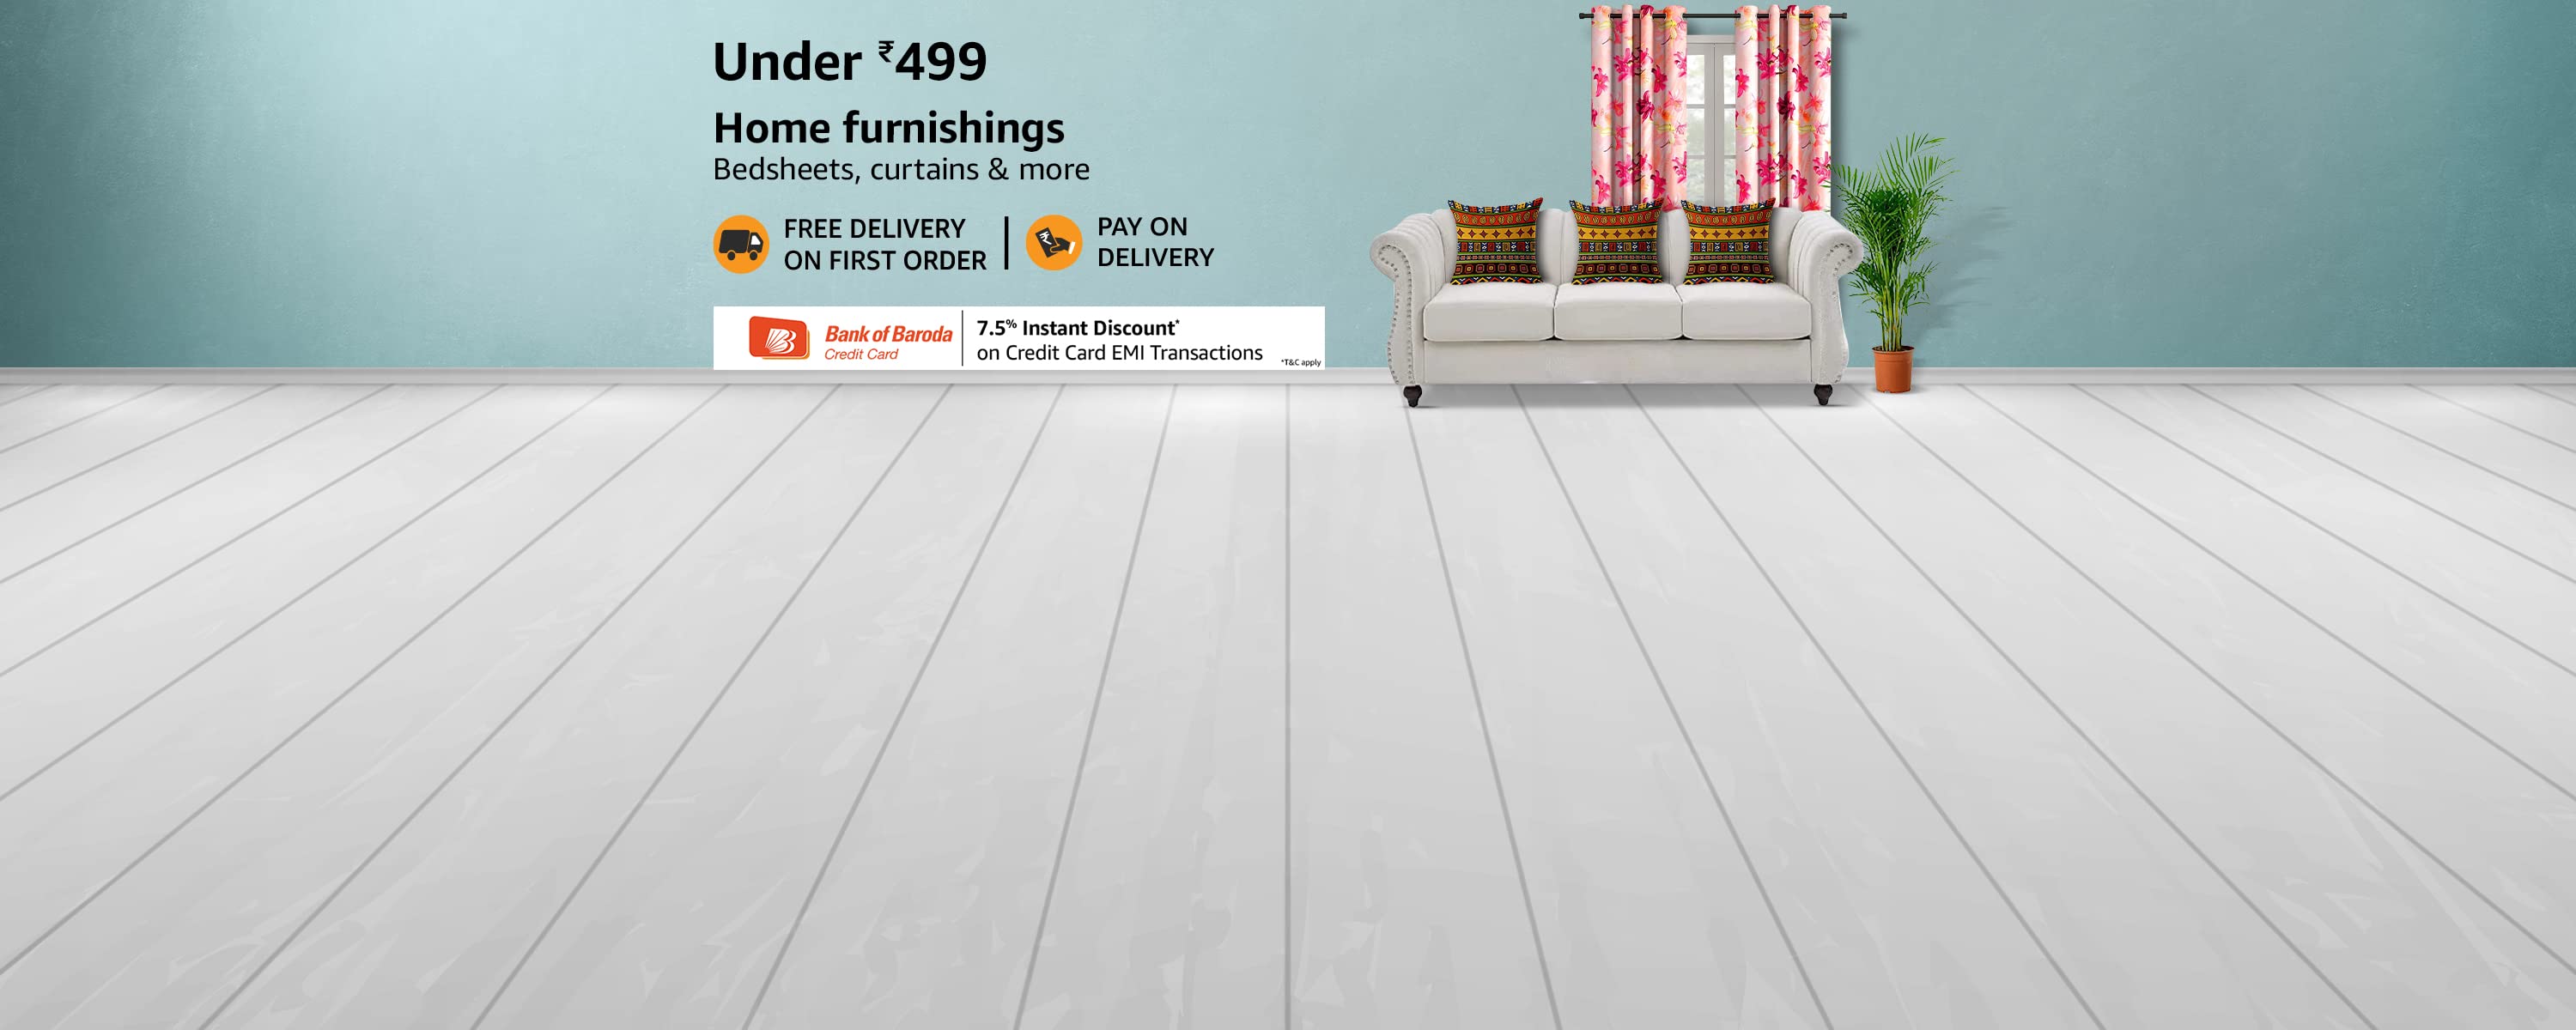 Under ₹499
Home furnishings
Bedsheets, curtains & more
FREE DELIVERY
ON FIRST ORDER
PAY ON
DELIVERY
Bank of Baroda
Credit Card
7.5% Instant Discount*
on Credit Card EMI Transactions
*T&C apply